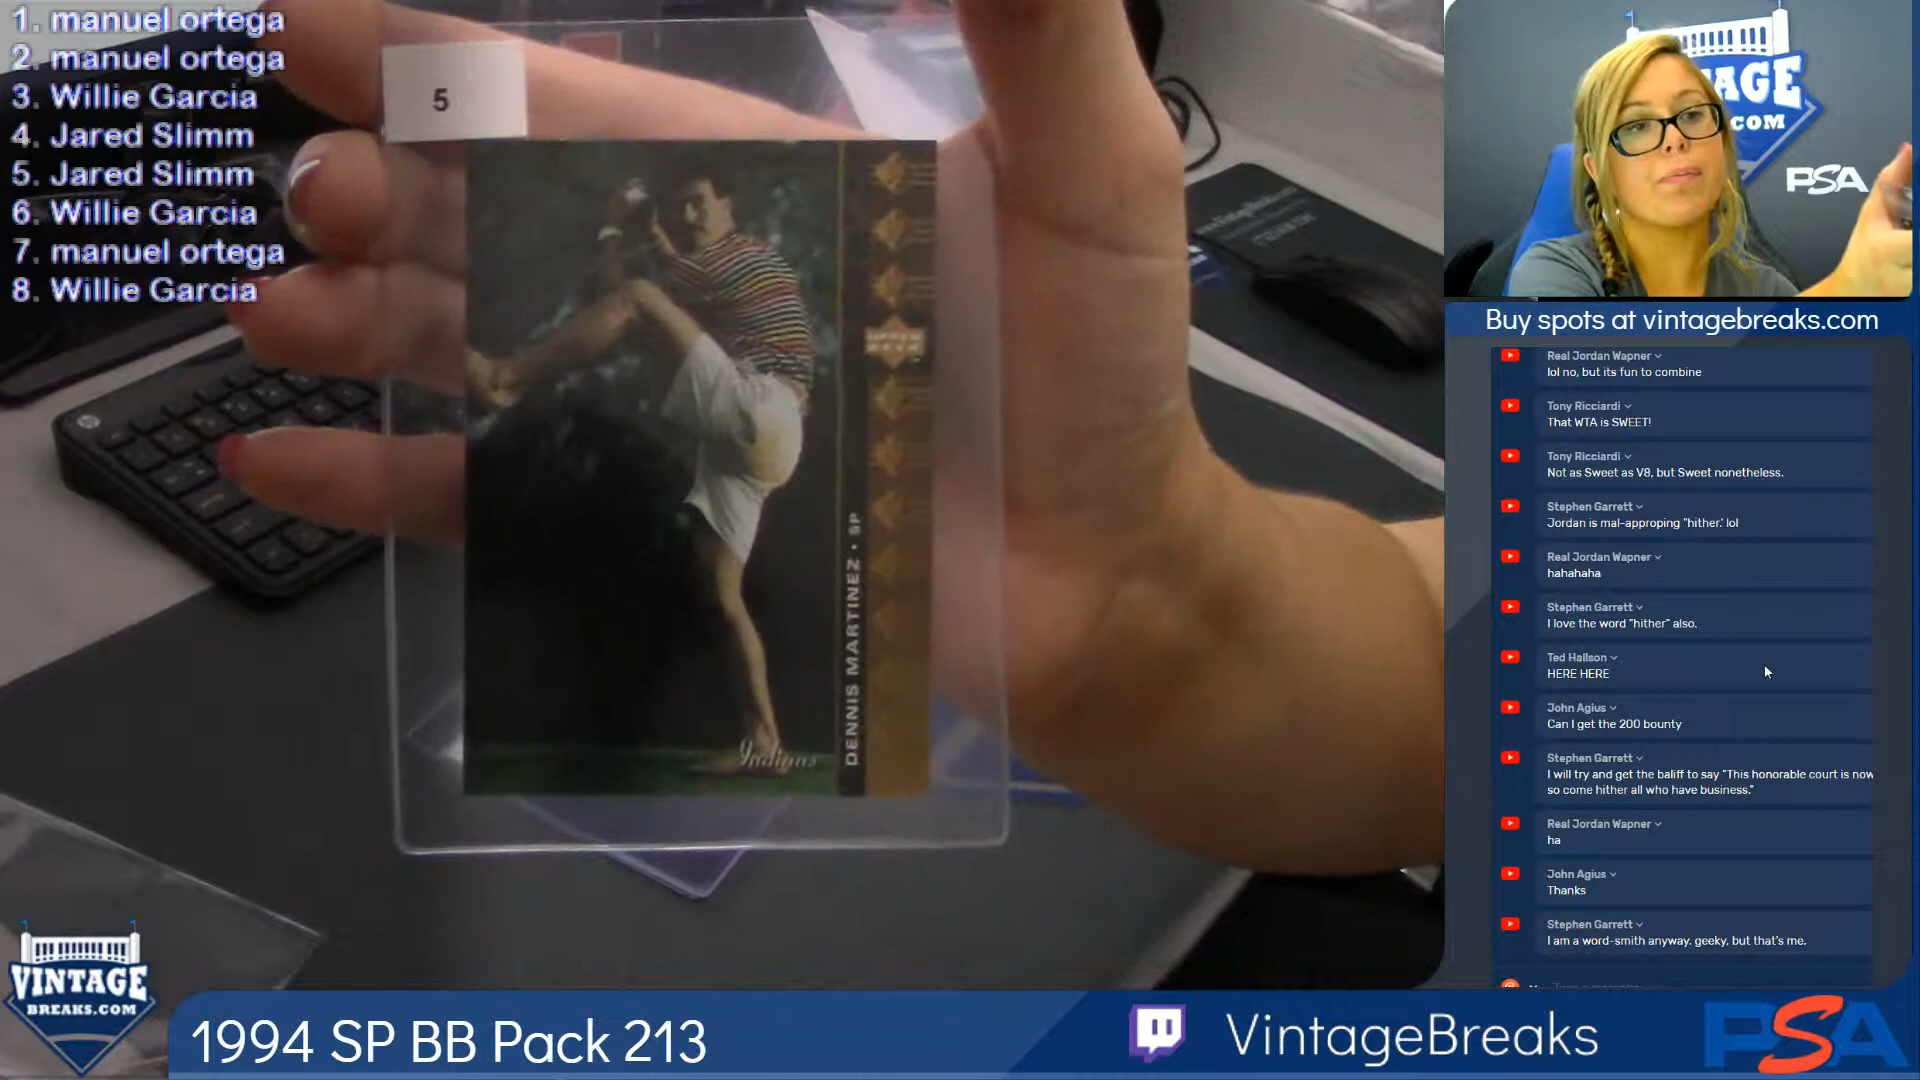 1. manuel ortega
2. manuel ortega
3. Willie Garcia
4. Jared Slimm
5. Jared Slimm
6. Willie Garcia
7. manuel ortega
8. Willie Garcia
5
UPPER DECK
DENNIS MARTINEZ • SP
Indians
AGE
.COM
PSA
Buy spots at vintagebreaks.com
Real Jordan Wapner
lol no, but its fun to combine
Tony Ricciardi
That WTA is SWEET!
Tony Ricciardi
Not as Sweet as V8, but Sweet nonetheless.
Stephen Garrett
Jordan is mal-approping "hither.' lol
Real Jordan Wapner
hahahaha
Stephen Garrett
I love the word "hither" also.
Ted Hallson
HERE HERE
John Agius
Can I get the 200 bounty
Stephen Garrett
I will try and get the baliff to say "This honorable court is now
so come hither all who have business."
Real Jordan Wapner
ha
John Agius
Thanks
Stephen Garrett
I am a word-smith anyway. geeky, but that's me.
VINTAGE
BREAKS.COM
1994 SP BB Pack 213
VintageBreaks
PSA